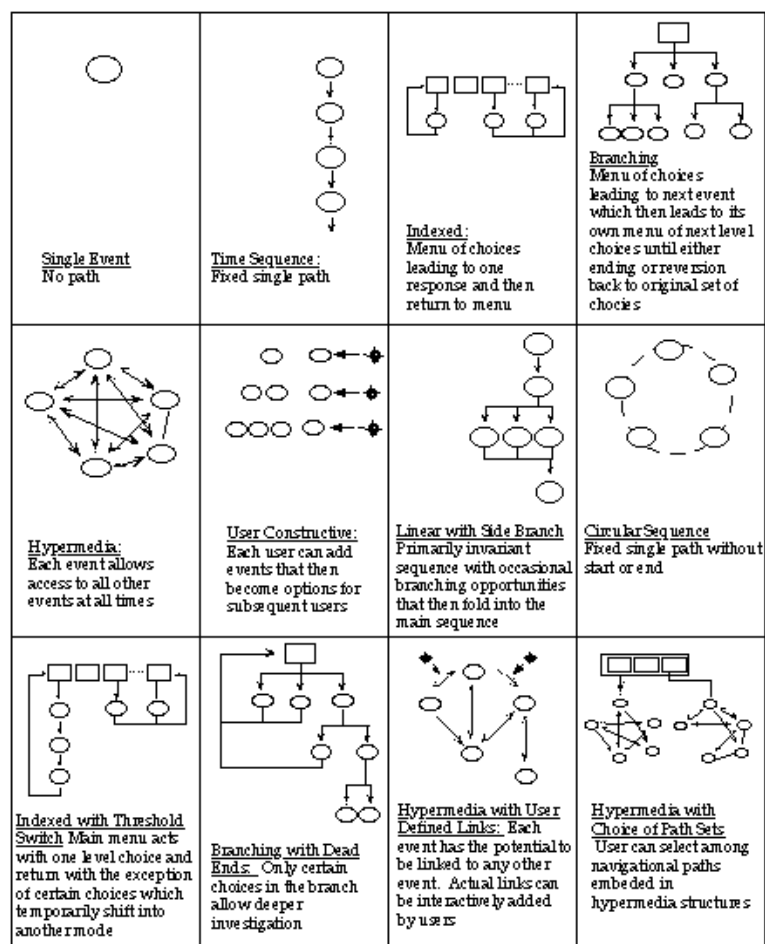 Single Event
No path
Time Sequence:
Fixed single path
Indexed:
Menu of choices
leading to one
response and then
return to menu
Branching
Menu of choices
leading to next event
which then leads to its
own menu of next level
choices until either
ending or reversion
back to original set of
chocies
Hypermedia:
Each event allows
access to all other
events at all times
User Constructive:
Each user can add
events that then
become options for
subsequent users
Linear with Side Branch
Primarily invariant
sequence with occasional
branching opportunities
that then fold into the
main sequence
Circular Sequence
Fixed single path without
start or end
Indexed with Threshold
Switch Main menu acts
with one level choice and
return with the exception
of certain choices which
temporarily shift into
another mode
Branching with Dead
Ends: Only certain
choices in the branch
allow deeper
investigation
Hypermedia with User
Defined Links: Each
event has the potential to
be linked to any other
event. Actual links can
be interactively added
by users
Hypermedia with
Choice of Path Sets
User can select among
navigational paths
embeded in
hypermedia structures